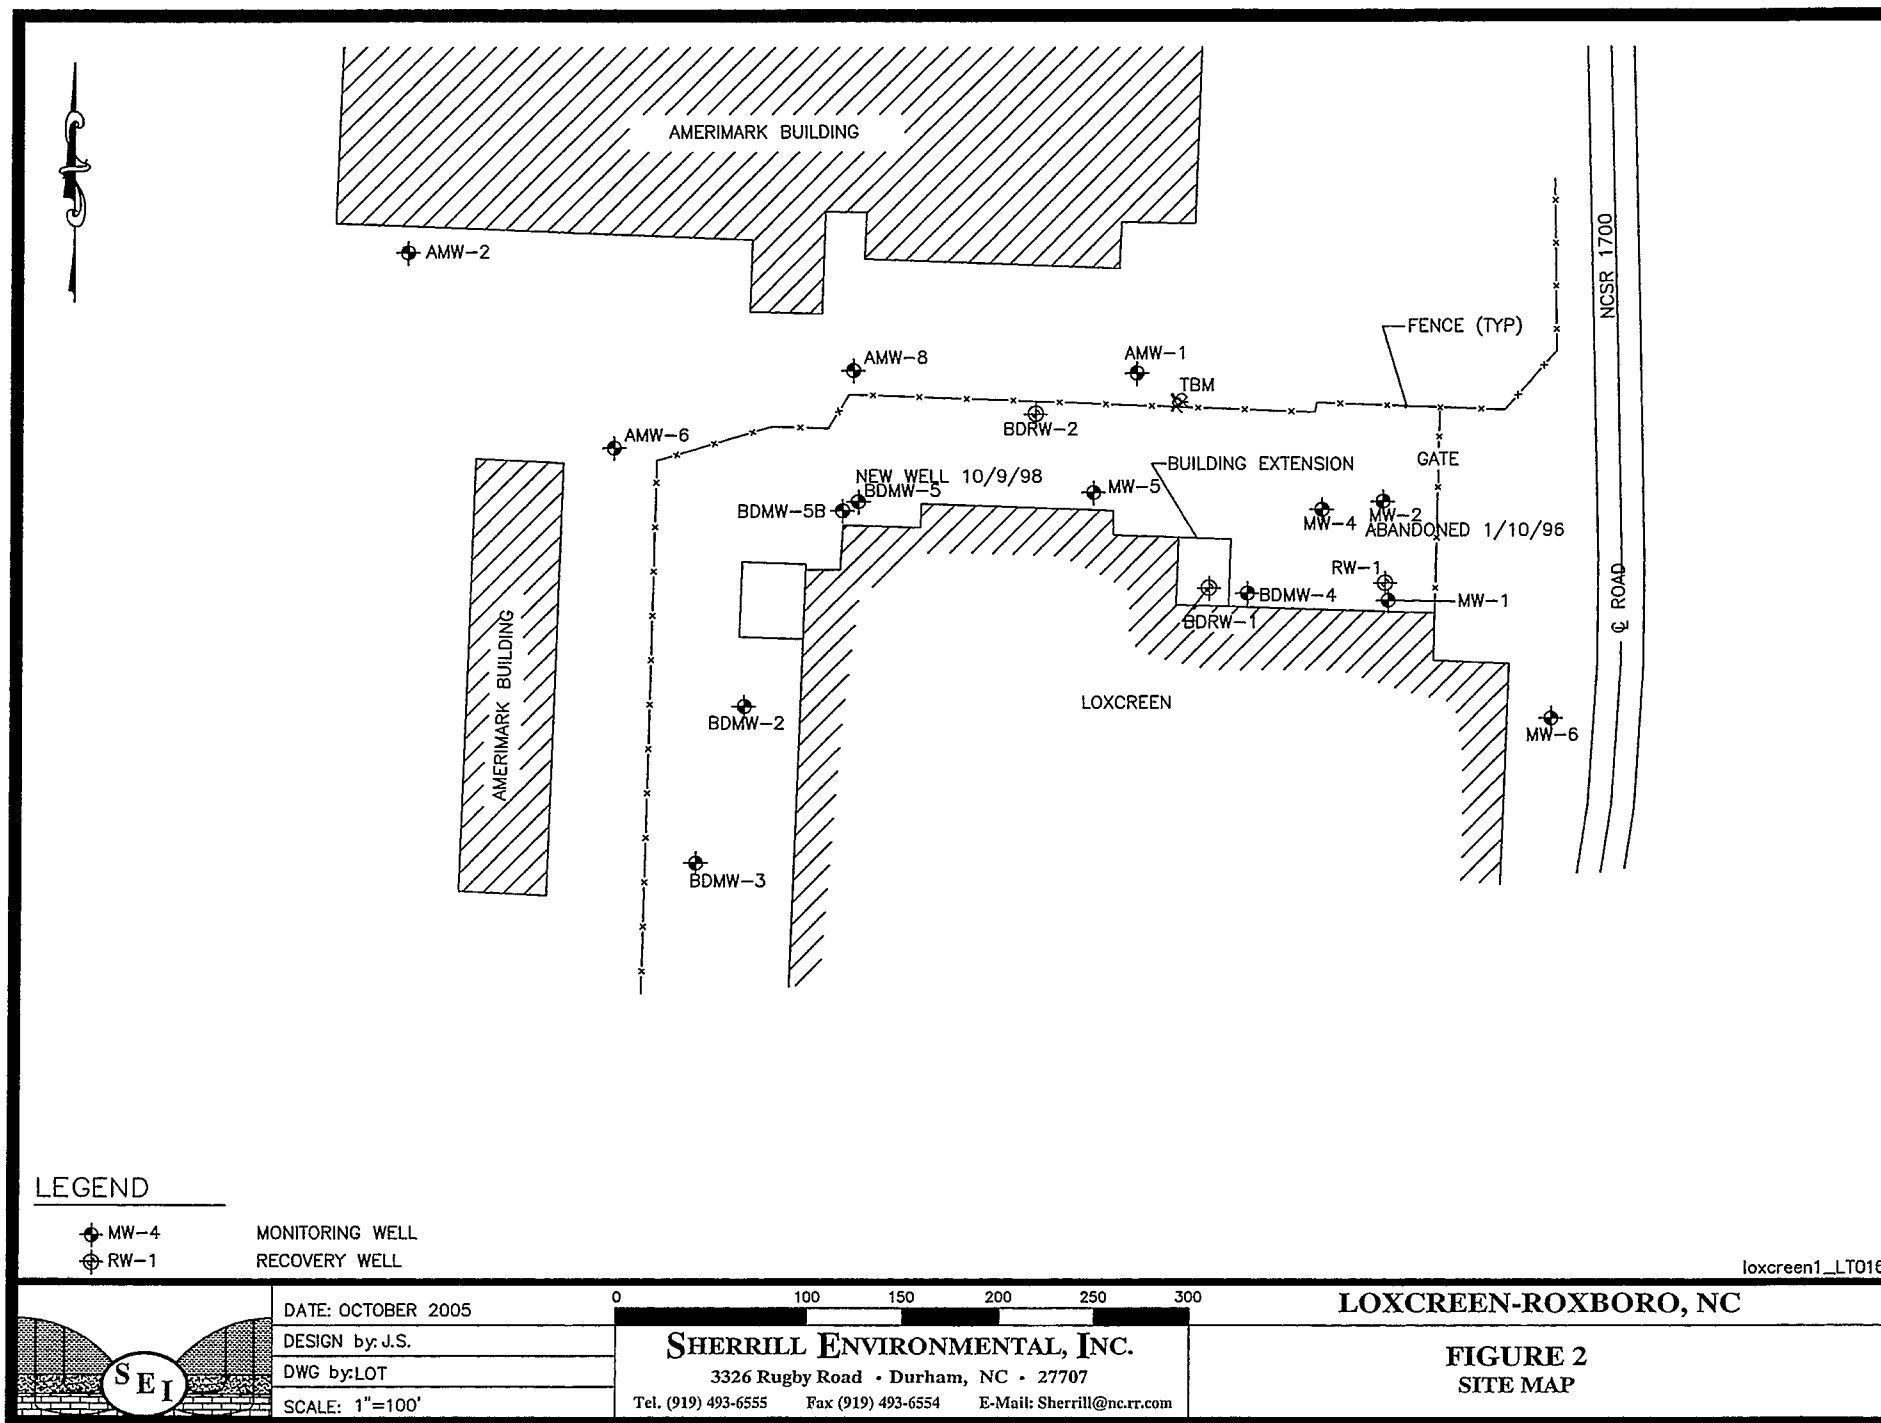 AMERIMARK BUILDING
AMW-2
NCSR 1700
FENCE (TYP)
AMW-8
AMW-1
TBM
BDRW-2
AMW-6
GATE
BUILDING EXTENSION
NEW WELL 10/9/98
BDMW-5
MW-5
BDMW-5B
MW-4
MW-2
ABANDONED 1/10/96
RW-1
BDMW-4
MW-1
BDRW-1
℄ ROAD
AMERIMARK BUILDING
LOXCREEN
BDMW-2
MW-6
BDMW-3
LEGEND
MW-4 MONITORING WELL
RW-1 RECOVERY WELL
loxcreen1_LT016
SEI
DATE: OCTOBER 2005
DESIGN by: J.S.
DWG by: LOT
SCALE: 1"=100'
0 100 150 200 250 300
SHERRILL ENVIRONMENTAL, INC.
3326 Rugby Road • Durham, NC • 27707
Tel. (919) 493-6555 Fax (919) 493-6554 E-Mail: Sherrill@nc.rr.com
LOXCREEN-ROXBORO, NC
FIGURE 2
SITE MAP